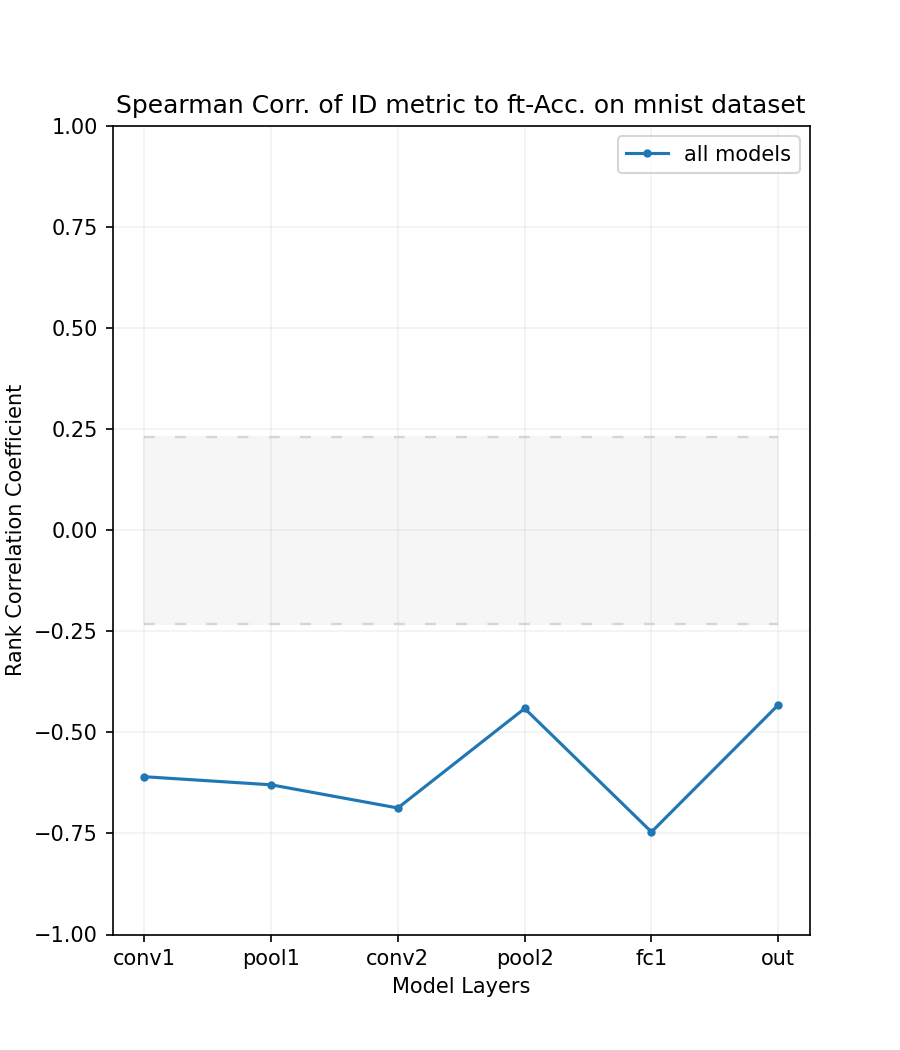 Spearman Corr. of ID metric to ft-Acc. on mnist dataset
1.00
all models
0.75
0.50
0.25
0.00
−0.25
−0.50
−0.75
−1.00
Rank Correlation Coefficient
conv1 pool1 conv2 pool2 fc1 out
Model Layers